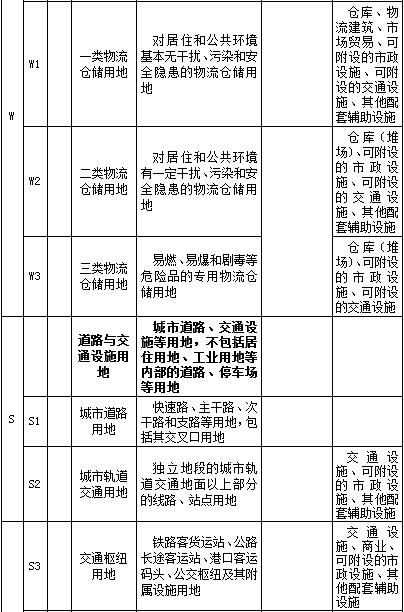 W
W1
一类物流
仓储用地
对居住和公共环境
基本无干扰、污染和安
全隐患的物流仓储用
地
仓库、物
流建筑、市
场贸易、可
附设的市政
设施、可附
设的交通设
施、其他配
套辅助设施
W2
二类物流
仓储用地
对居住和公共环境
有一定干扰、污染和安
全隐患的物流仓储用
地
仓库（堆
场）、可附设
的市政设
施、可附设
的交通设
施、其他配
套辅助设施
W3
三类物流
仓储用地
易燃、易爆和剧毒等
危险品的专用物流仓
储用地
仓库（堆
场）、可附设
的市政设
施、可附设
的交通设施
S
道路与交
通设施用
地
城市道路、交通设
施等用地，不包括居
住用地、工业用地等
内部的道路、停车场
等用地
S1
城市道路
用地
快速路、主干路、次
干路和支路等用地，包
括其交叉口用地
S2
城市轨道
交通用地
独立地段的城市轨
道交通地面以上部分
的线路、站点用地
交通设
施、可附设
的市政设
施、其他配
套辅助设施
S3
交通枢纽
用地
铁路客货运站、公路
长途客运站、港口客运
码头、公交枢纽及其附
属设施用地
交通设
施、商业、
可附设的市
政设施、其
他配套辅助
设施